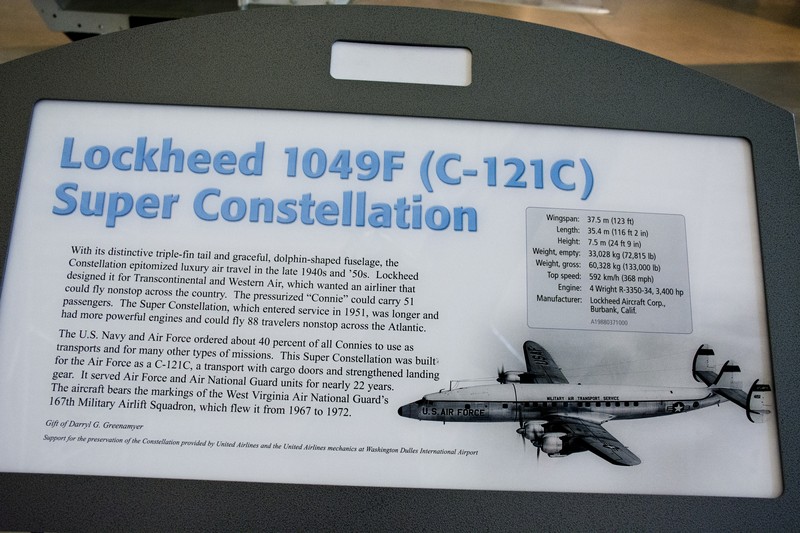 Lockheed 1049F (C-121C)
Super Constellation
With its distinctive triple-fin tail and graceful, dolphin-shaped fuselage, the
Constellation epitomized luxury air travel in the late 1940s and '50s. Lockheed
designed it for Transcontinental and Western Air, which wanted an airliner that
could fly nonstop across the country. The pressurized "Connie" could carry 51
passengers. The Super Constellation, which entered service in 1951, was longer and
had more powerful engines and could fly 88 travelers nonstop across the Atlantic.
The U.S. Navy and Air Force ordered about 40 percent of all Connies to use as
transports and for many other types of missions. This Super Constellation was built
for the Air Force as a C-121C, a transport with cargo doors and strengthened landing
gear. It served Air Force and Air National Guard units for nearly 22 years.
The aircraft bears the markings of the West Virginia Air National Guard's
167th Military Airlift Squadron, which flew it from 1967 to 1972.
Gift of Darryl G. Greenamyer
Support for the preservation of the Constellation provided by United Airlines and the United Airlines mechanics at Washington Dulles International Airport
Wingspan: 37.5 m (123 ft)
Length: 35.4 m (116 ft 2 in)
Height: 7.5 m (24 ft 9 in)
Weight, empty: 33,028 kg (72,815 lb)
Weight, gross: 60,328 kg (133,000 lb)
Top speed: 592 km/h (368 mph)
Engine: 4 Wright R-3350-34, 3,400 hp
Manufacturer: Lockheed Aircraft Corp.,
Burbank, Calif.
A19880371000
MILITARY AIR TRANSPORT SERVICE
U.S. AIR FORCE